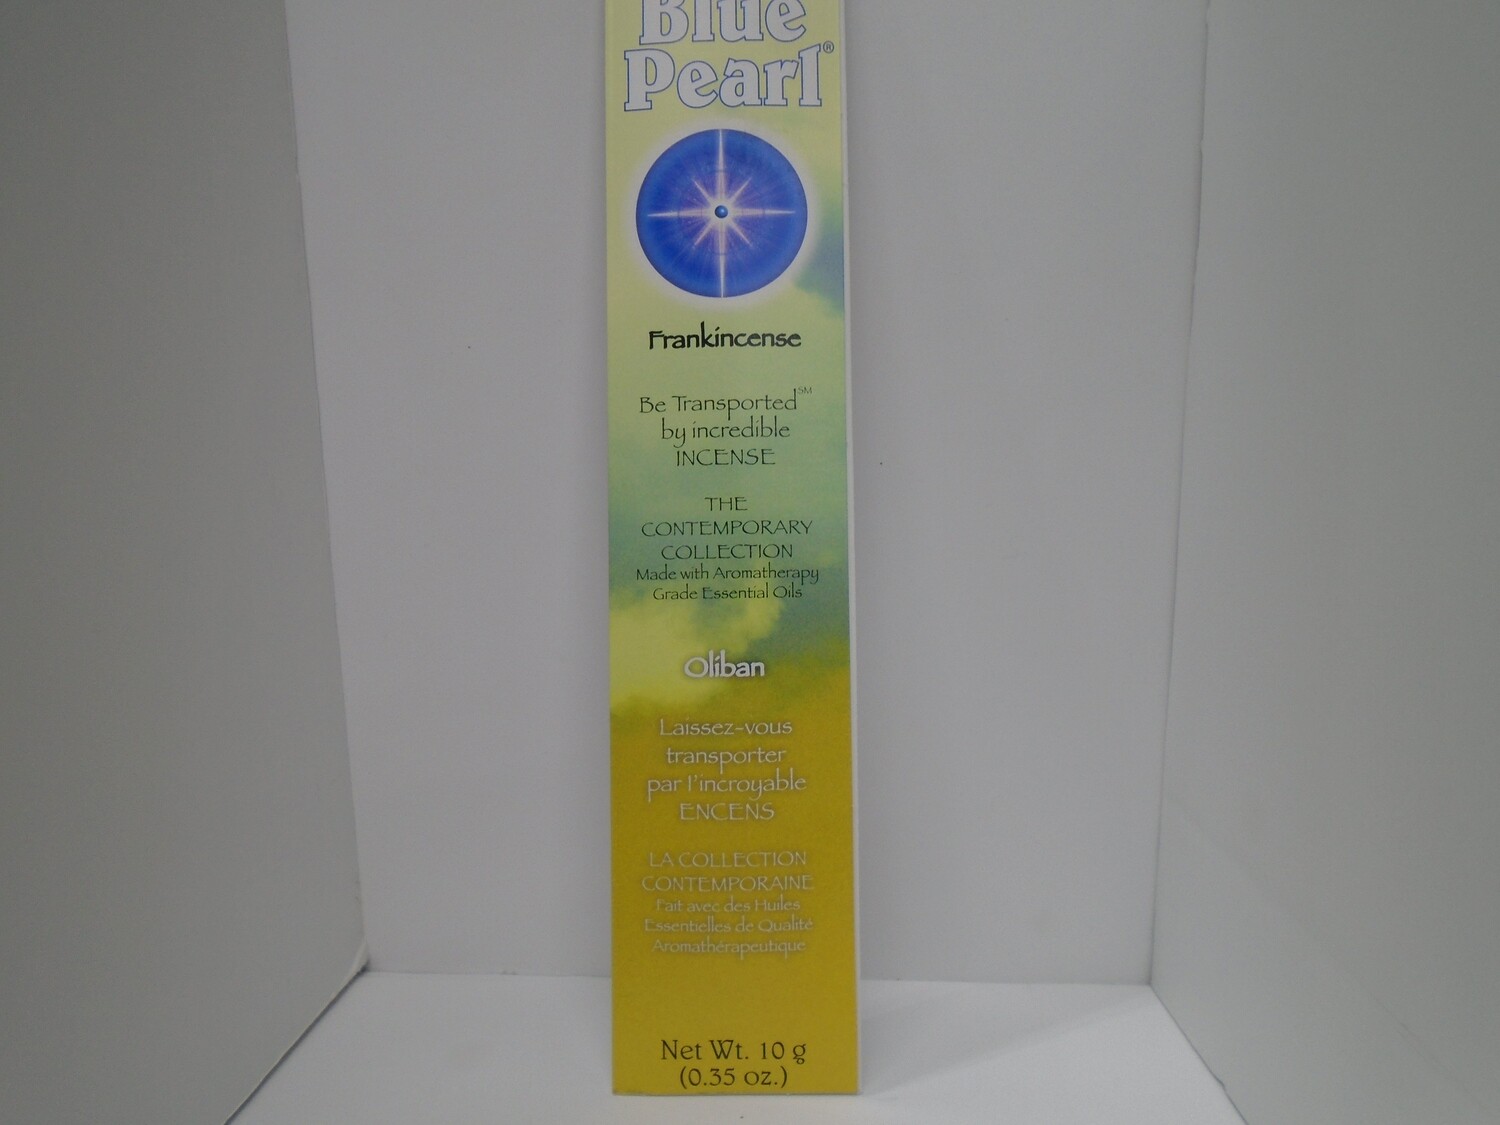 Blue
Pearl®
Frankincense
Be Transported℠
by incredible
INCENSE
THE
CONTEMPORARY
COLLECTION
Made with Aromatherapy
Grade Essential Oils
Oliban
Laissez-vous
transporter
par l'incroyable
ENCENS
LA COLLECTION
CONTEMPORAINE
Fait avec des Huiles
Essentielles de Qualité
Aromathérapeutique
Net Wt. 10 g
(0.35 oz.)